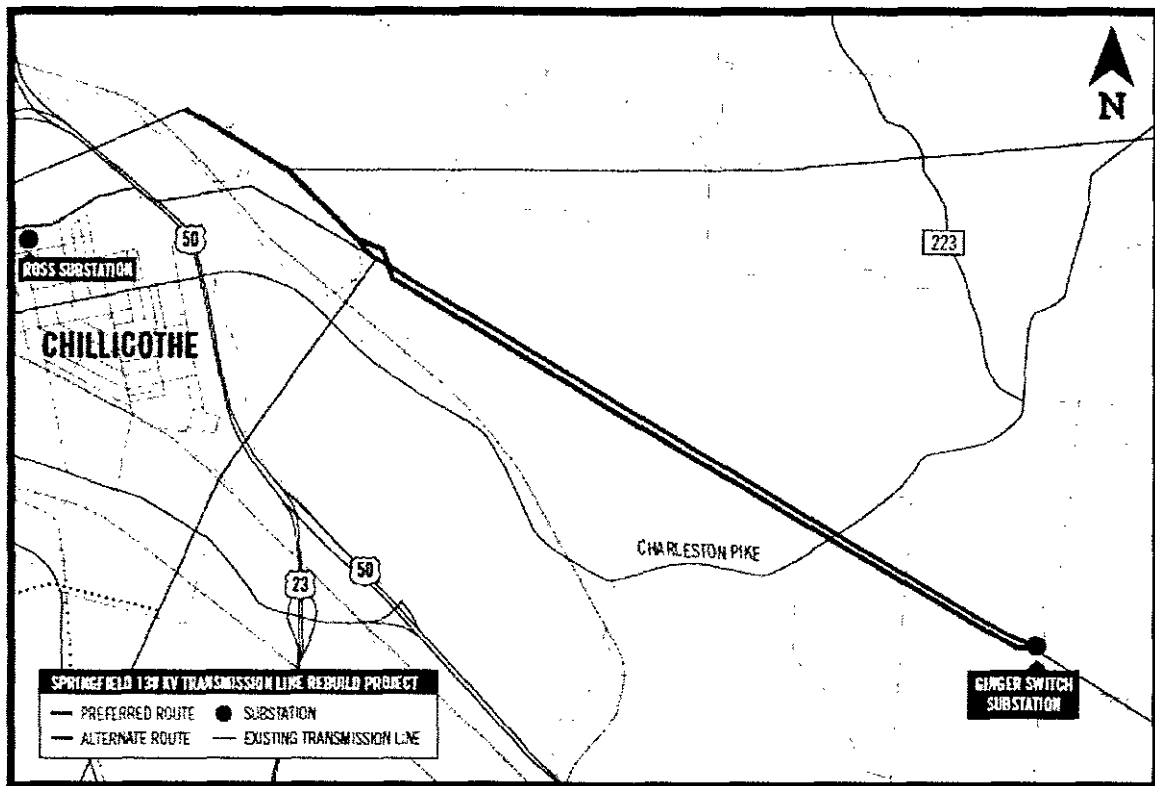 N
50
223
ROSS SUBSTATION
CHILLICOTHE
CHARLESTON PIKE
23
50
GINGER SWITCH
SUBSTATION
SPRINGFIELD 138 KV TRANSMISSION LINE REBUILD PROJECT
PREFERRED ROUTE
SUBSTATION
ALTERNATE ROUTE
EXISTING TRANSMISSION LINE